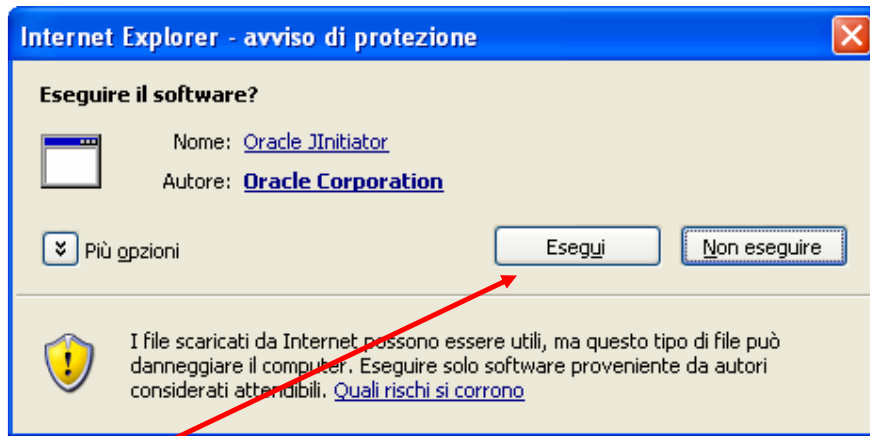 Internet Explorer - avviso di protezione
Eseguire il software?
Nome: Oracle JInitiator
Autore: Oracle Corporation
Più opzioni
Esegui
Non eseguire
I file scaricati da Internet possono essere utili, ma questo tipo di file può
danneggiare il computer. Eseguire solo software proveniente da autori
considerati attendibili. Quali rischi si corrono